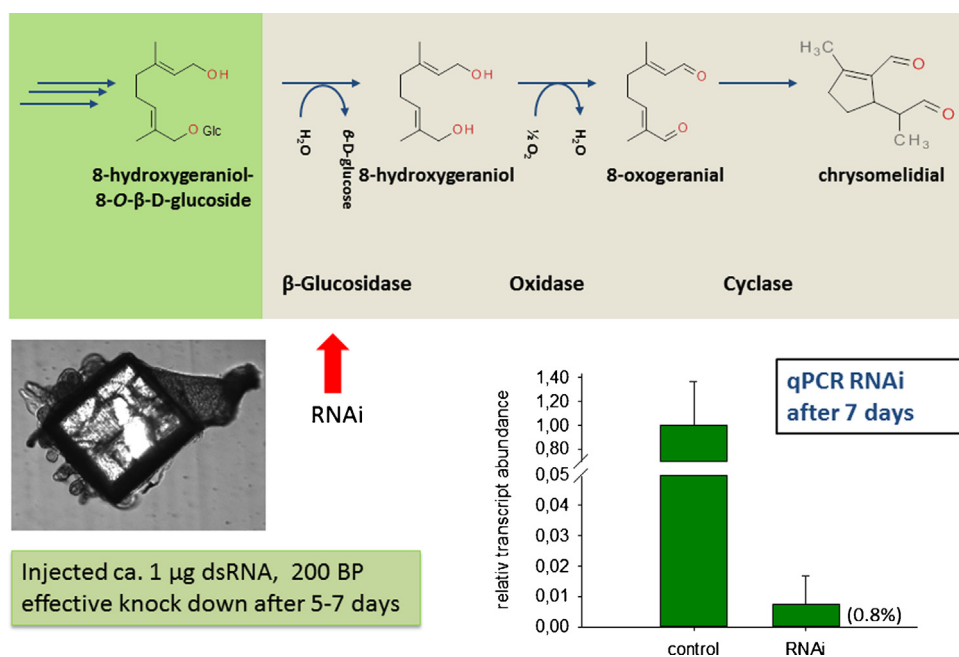 OH
O Glc
8-hydroxygeraniol-
8-O-β-D-glucoside
H₂O
β-D-glucose
OH
OH
8-hydroxygeraniol
½O₂
H₂O
O
O
8-oxogeranial
H₃C
O
O
CH₃
chrysomelidial
β-Glucosidase
Oxidase
Cyclase
RNAi
Injected ca. 1 µg dsRNA, 200 BP
effective knock down after 5-7 days
qPCR RNAi
after 7 days
relativ transcript abundance
1,40
1,20
1,00
0,80
0,05
0,04
0,03
0,02
0,01
0,00
(0.8%)
control
RNAi